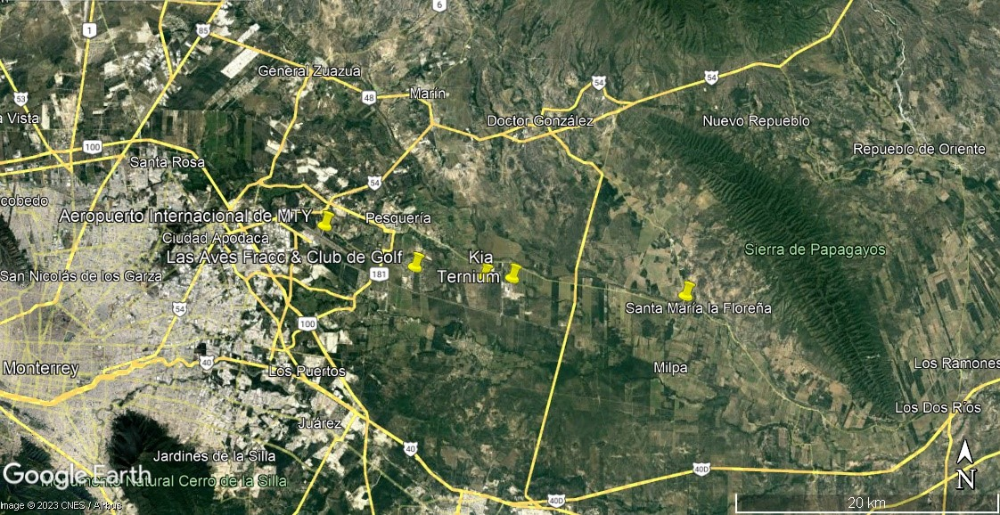 6
1
85
General Zuazua
53
48
Marín
54
54
a Vista
Doctor González
Nuevo Repueblo
100
Repueblo de Oriente
Santa Rosa
54
cobedo
Aeropuerto Internacional de MTY
Pesquería
Ciudad Apodaca
Sierra de Papagayos
Las Aves Fracc & Club de Golf
Kia
San Nicolás de los Garza
181
Ternium
54
Santa María la Floreña
100
40
Los Ramones
Monterrey
Los Puertos
Milpa
Los Dos Ríos
Juárez
40
Jardines de la Silla
Google Earth
40D
N
Monumento Natural Cerro de la Silla
40D
20 km
Image © 2023 CNES / Airbus